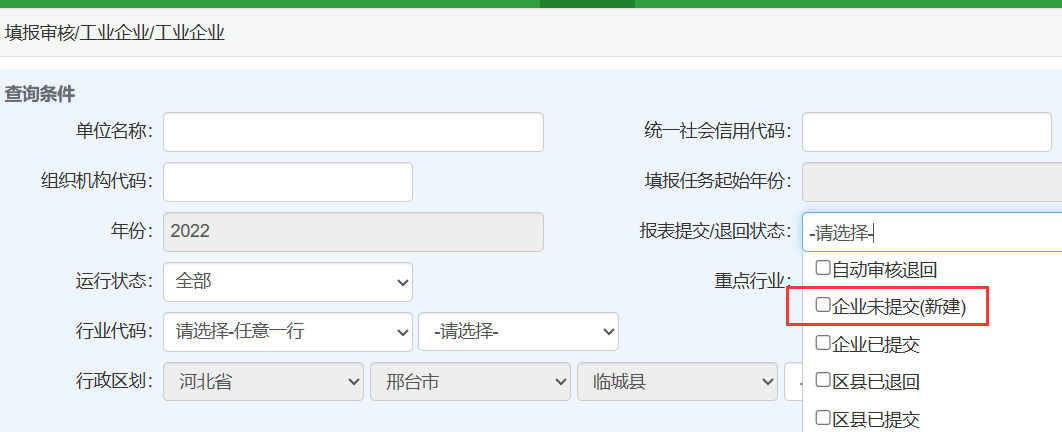 填报审核/工业企业/工业企业
查询条件
单位名称: 统一社会信用代码:
组织机构代码: 填报任务起始年份:
年份: 2022 报表提交/退回状态: -请选择-
自动审核退回
运行状态: 全部 重点行业:
企业未提交(新建)
行业代码: 请选择-任意一行 -请选择-
企业已提交
行政区划: 河北省 邢台市 临城县
区县已退回
区县已提交